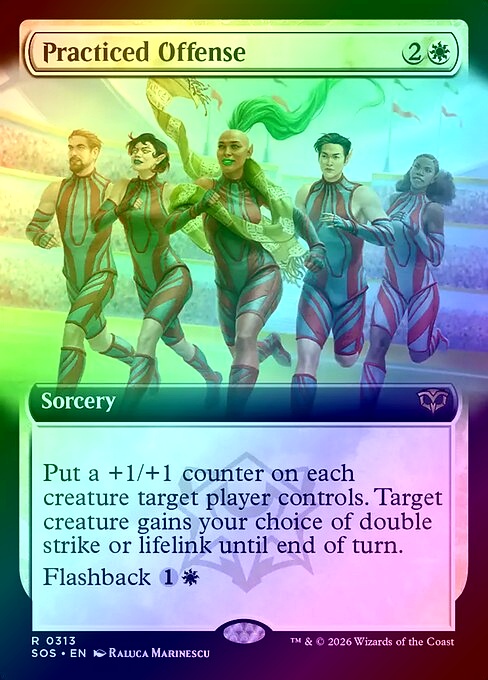 Practiced Offense 2
Sorcery
Put a +1/+1 counter on each
creature target player controls. Target
creature gains your choice of double
strike or lifelink until end of turn.
Flashback 1
R 0313
SOS • EN Raluca Marinescu
™ & © 2026 Wizards of the Coast